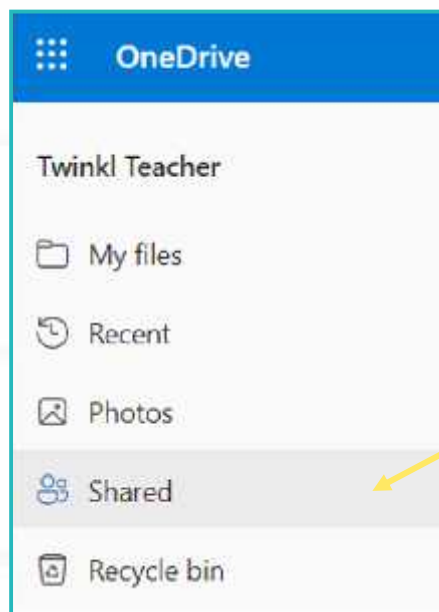 OneDrive
Twinkl Teacher
My files
Recent
Photos
Shared
Recycle bin